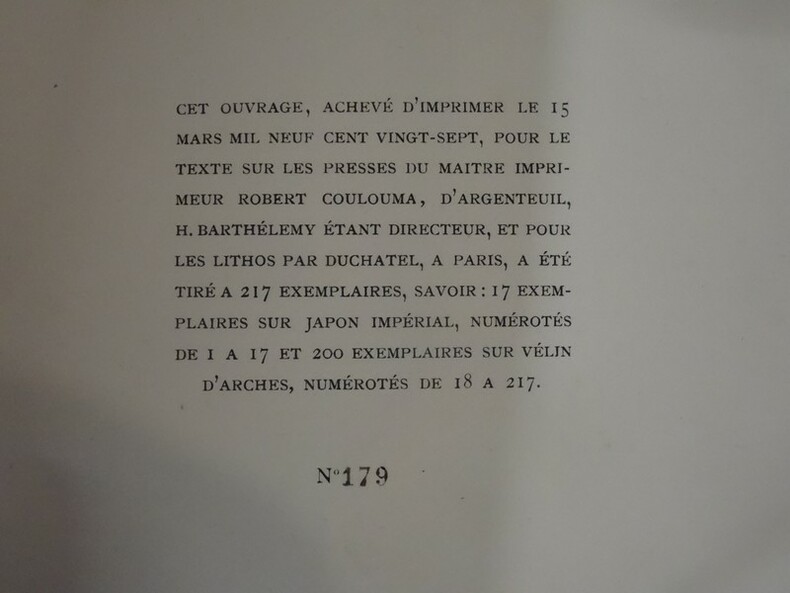 CET OUVRAGE, ACHEVÉ D'IMPRIMER LE 15
MARS MIL NEUF CENT VINGT-SEPT, POUR LE
TEXTE SUR LES PRESSES DU MAITRE IMPRI-
MEUR ROBERT COULOUMA, D'ARGENTEUIL,
H. BARTHÉLEMY ÉTANT DIRECTEUR, ET POUR
LES LITHOS PAR DUCHATEL, A PARIS, A ÉTÉ
TIRÉ A 217 EXEMPLAIRES, SAVOIR : 17 EXEM-
PLAIRES SUR JAPON IMPÉRIAL, NUMÉROTÉS
DE 1 A 17 ET 200 EXEMPLAIRES SUR VÉLIN
D'ARCHES, NUMÉROTÉS DE 18 A 217.
N° 179